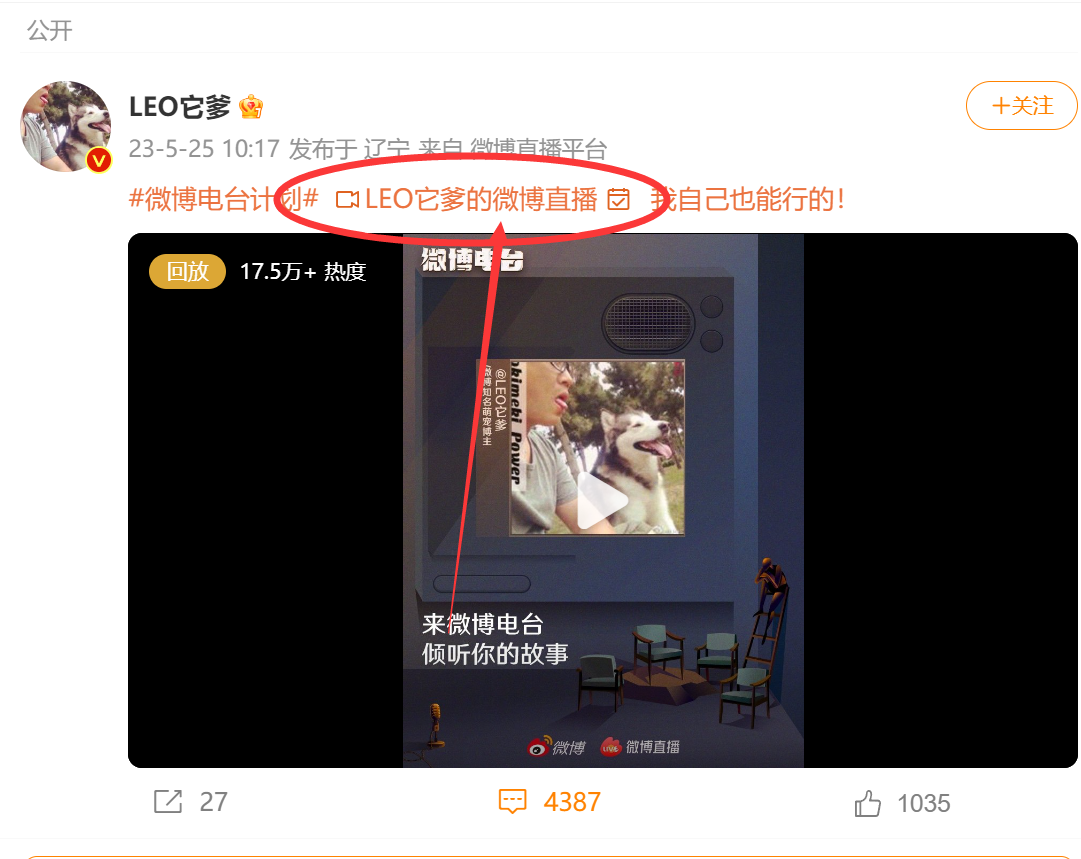 公开
LEO它爹
+关注
23-5-25 10:17 发布于 辽宁 来自 微博直播平台
#微博电台计划# LEO它爹的微博直播 我自己也能行的！
回放 17.5万+ 热度
微博电台
@LEO它爹
微博知名萌宠博主
okimeki Power
来微博电台
倾听你的故事
微博 LIVE 微博直播
27 4387 1035